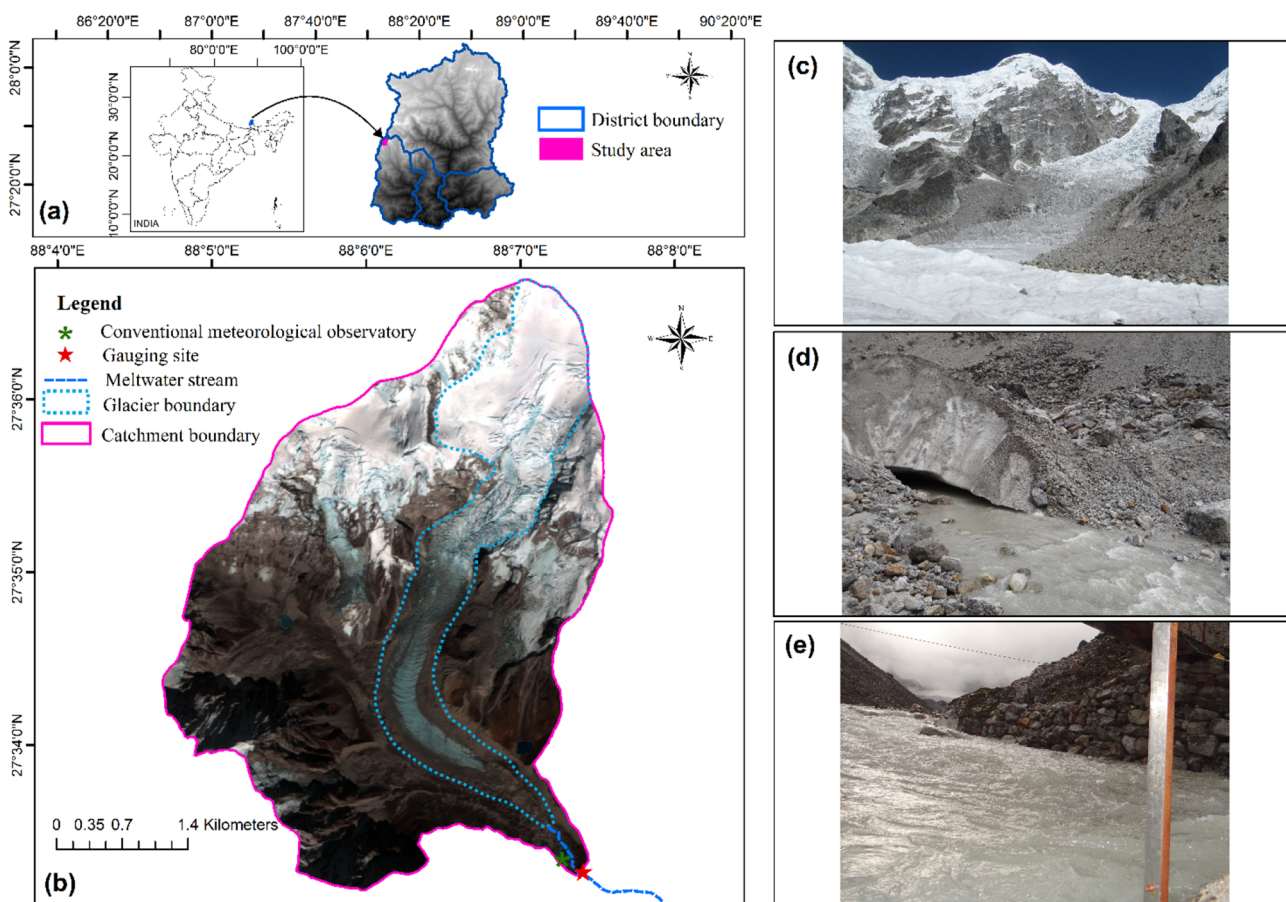 86°20'0"E 87°0'0"E 87°40'0"E 88°20'0"E 89°0'0"E 89°40'0"E 90°20'0"E
28°0'0"N
27°20'0"N
80°0'0"E 100°0'0"E
30°0'0"N
20°0'0"N
10°0'0"N
INDIA
N
District boundary
Study area
(a)
88°4'0"E 88°5'0"E 88°6'0"E 88°7'0"E 88°8'0"E
27°36'0"N
27°35'0"N
27°34'0"N
Legend
Conventional meteorological observatory
Gauging site
Meltwater stream
Glacier boundary
Catchment boundary
N
W E
S
0 0.35 0.7 1.4 Kilometers
(b)
(c)
(d)
(e)